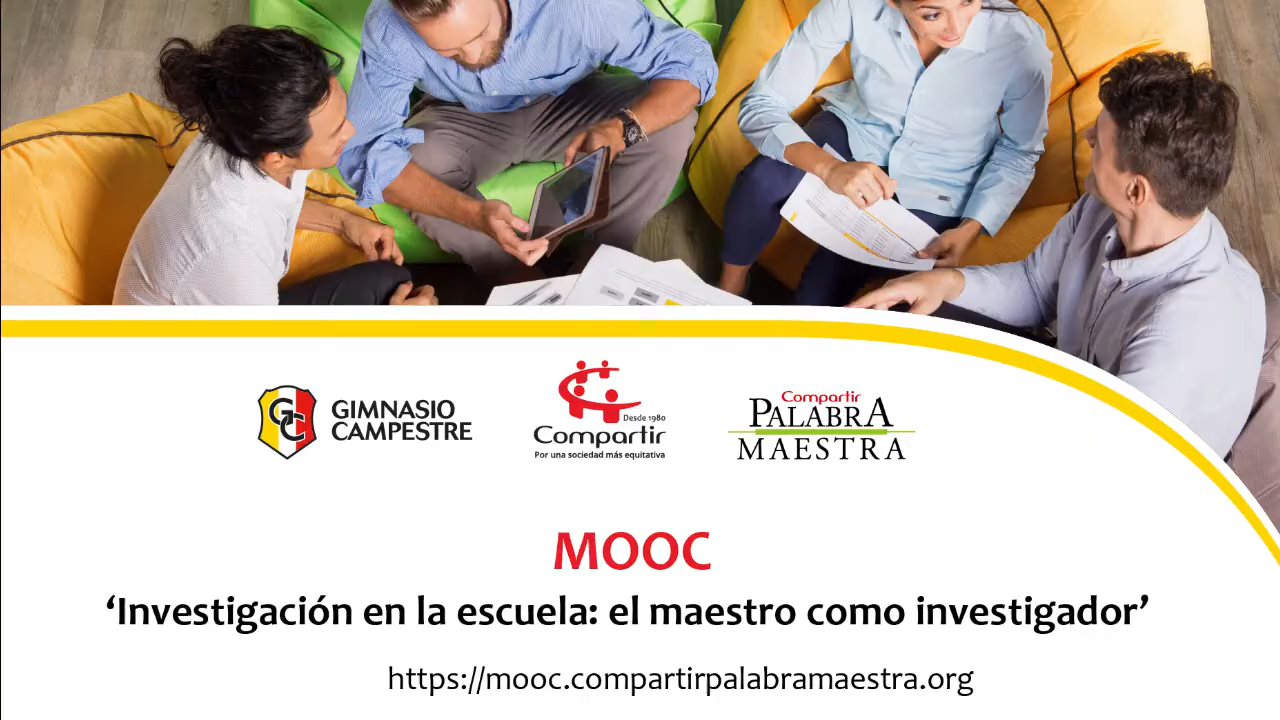 GC
GIMNASIO
CAMPESTRE
Desde 1980
Compartir
Por una sociedad más equitativa
Compartir
PALABRA
MAESTRA
MOOC
‘Investigación en la escuela: el maestro como investigador’
https://mooc.compartirpalabramaestra.org